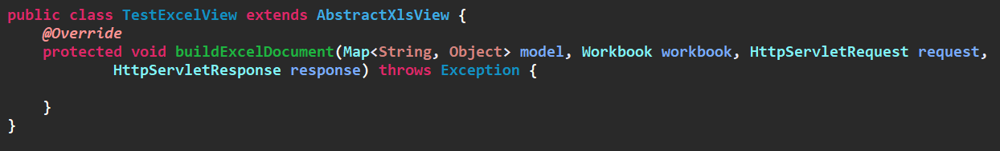 public class TestExcelView extends AbstractXlsView {
    @Override
    protected void buildExcelDocument(Map<String, Object> model, Workbook workbook, HttpServletRequest request,
            HttpServletResponse response) throws Exception {
    }
}